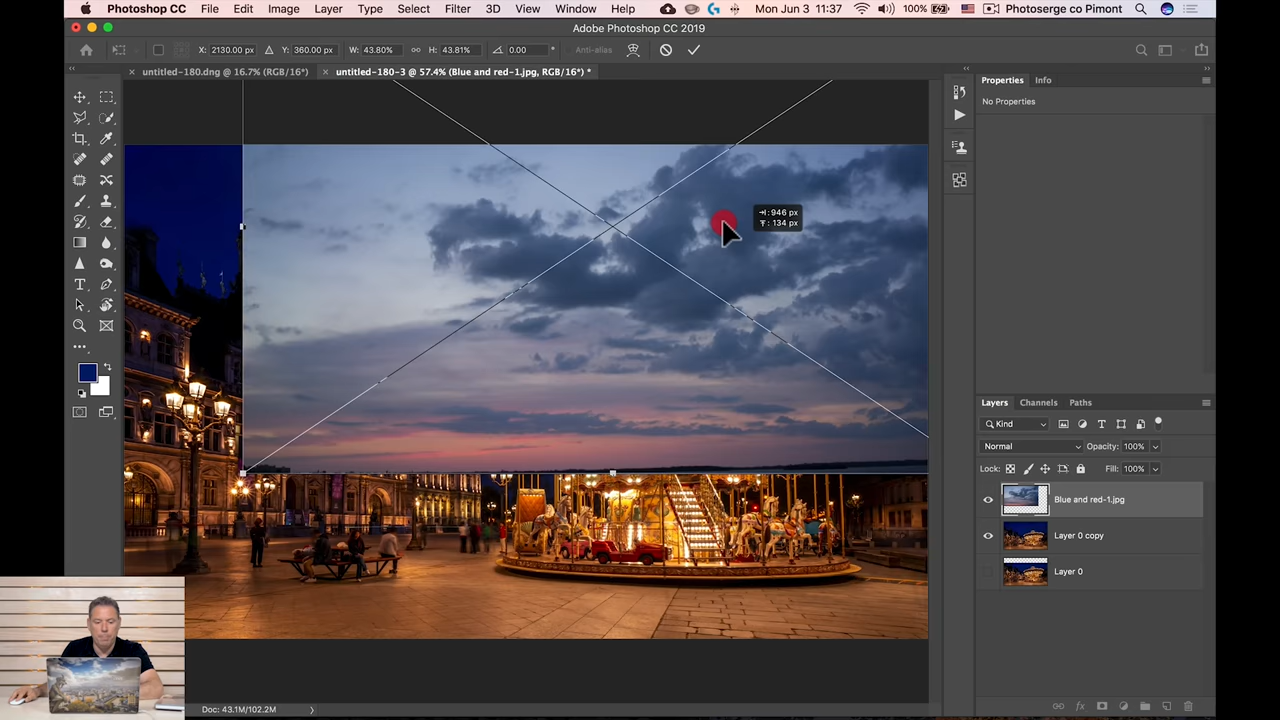 Photoshop CC File Edit Image Layer Type Select Filter 3D View Window Help 100% Mon Jun 3 11:37 Photoserge co Pimont
Adobe Photoshop CC 2019
X: 2130.00 px Y: 360.00 px W: 43.80% H: 43.81% 0.00 ° Anti-alias
untitled-180.dng @ 16.7% (RGB/16*) untitled-180-3 @ 57.4% (Blue and red-1.jpg, RGB/16*) *
Properties Info
No Properties
946 px
134 px
Layers Channels Paths
Kind
Normal Opacity: 100%
Lock: Fill: 100%
Blue and red-1.jpg
Layer 0 copy
Layer 0
Doc: 43.1M/102.2M